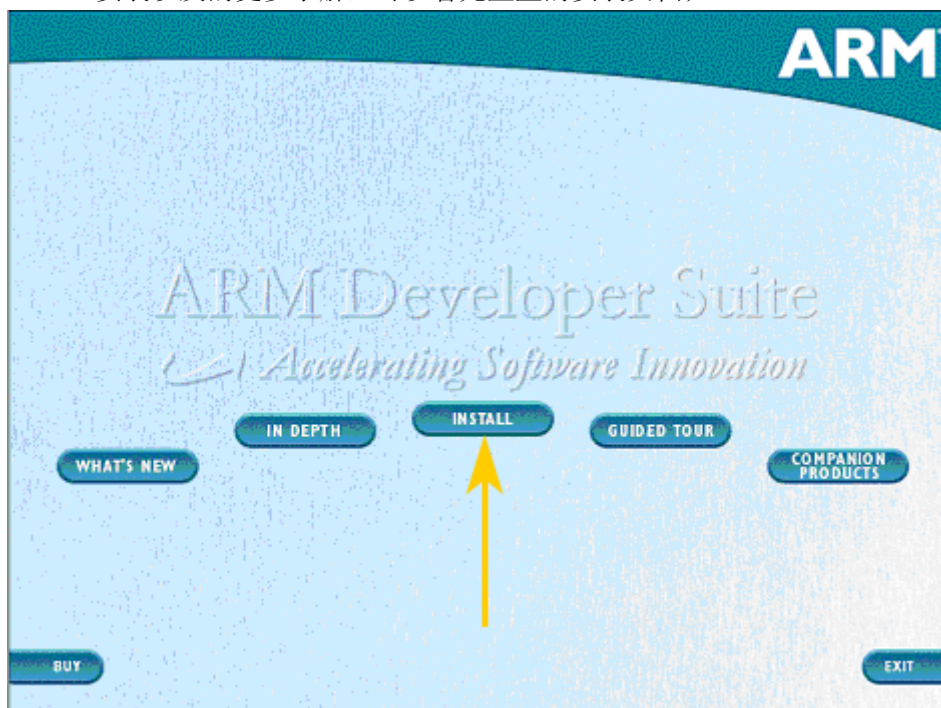 ARM
ARM Developer Suite
Accelerating Software Innovation
INSTALL
IN DEPTH
GUIDED TOUR
WHAT'S NEW
COMPANION
PRODUCTS
BUY
EXIT